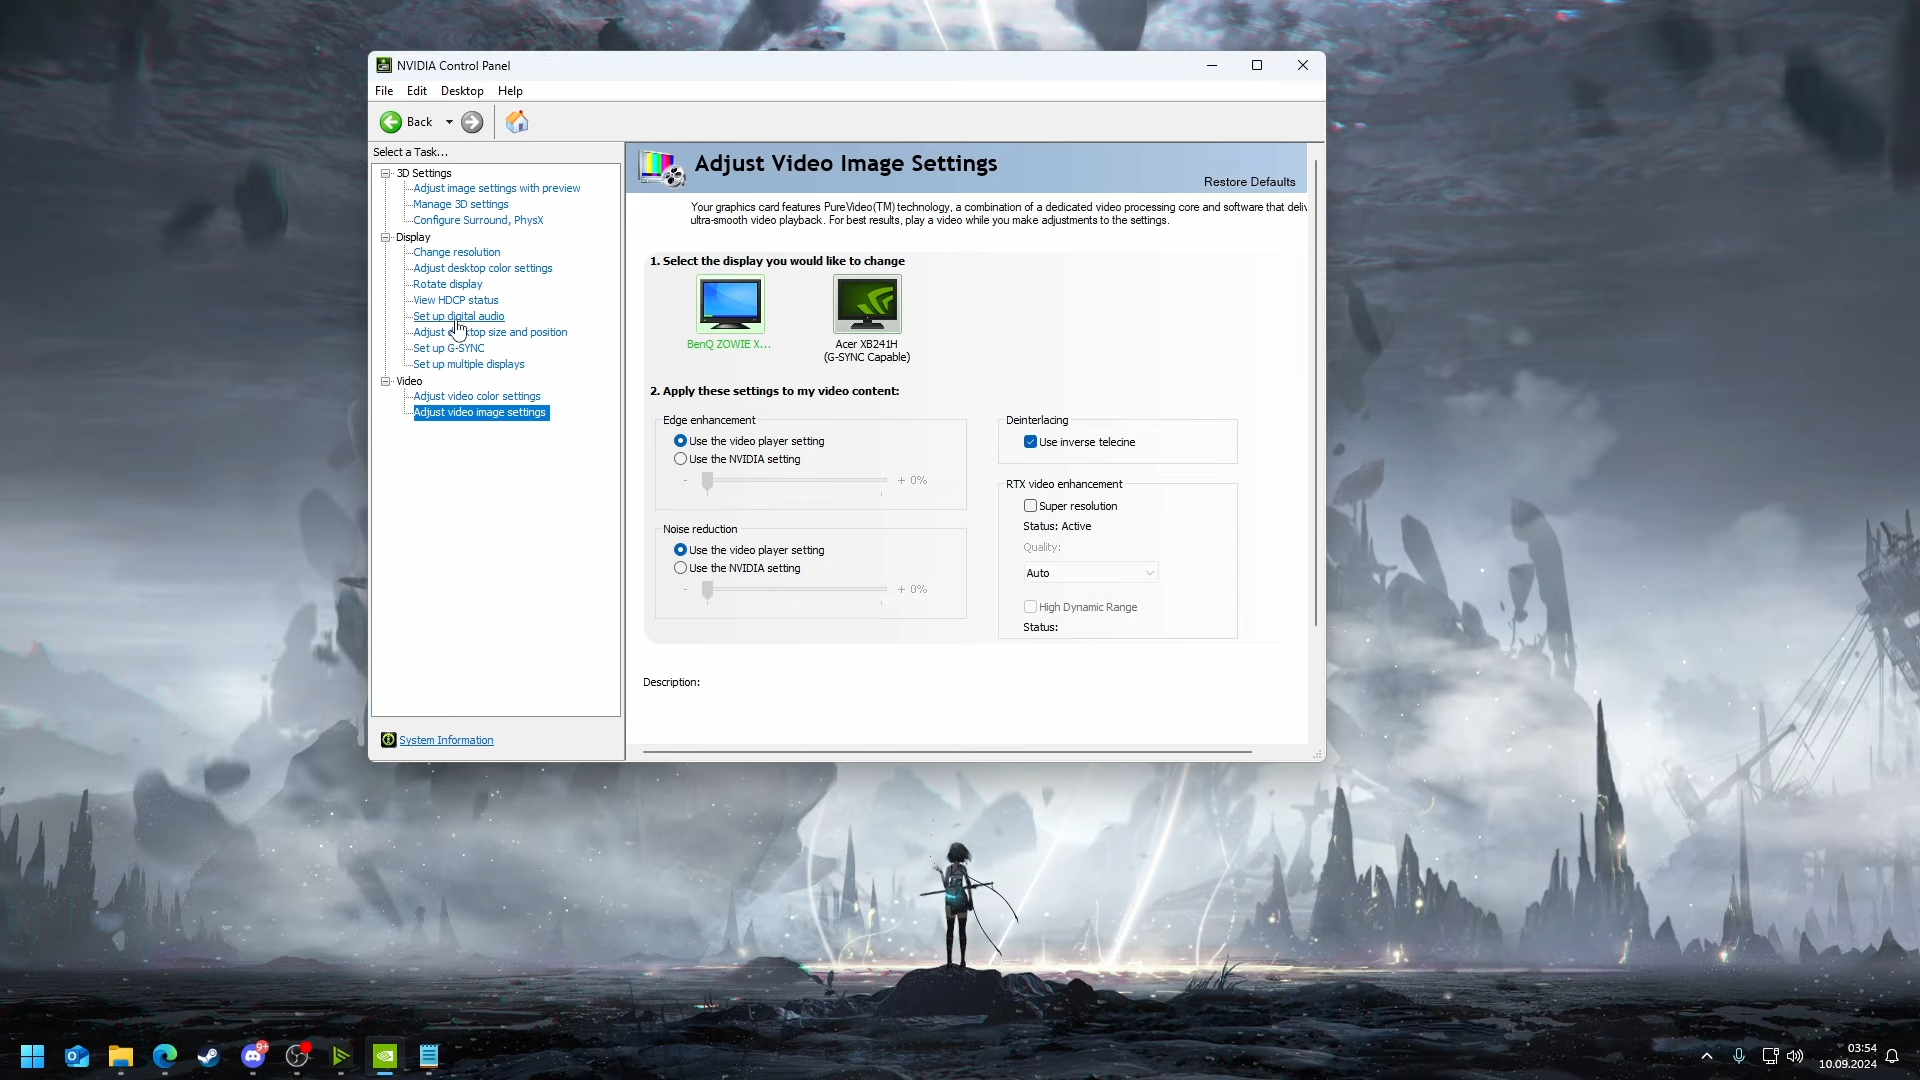 NVIDIA Control Panel
File Edit Desktop Help
Back
Select a Task...
3D Settings
Adjust image settings with preview
Manage 3D settings
Configure Surround, PhysX
Display
Change resolution
Adjust desktop color settings
Rotate display
View HDCP status
Set up digital audio
Adjust desktop size and position
Set up G-SYNC
Set up multiple displays
Video
Adjust video color settings
Adjust video image settings
System Information
Adjust Video Image Settings
Restore Defaults
Your graphics card features PureVideo(TM) technology, a combination of a dedicated video processing core and software that deliv
ultra-smooth video playback. For best results, play a video while you make adjustments to the settings.
1. Select the display you would like to change
BenQ ZOWIE X...
Acer XB241H
(G-SYNC Capable)
2. Apply these settings to my video content:
Edge enhancement
Use the video player setting
Use the NVIDIA setting
- + 0%
Noise reduction
Use the video player setting
Use the NVIDIA setting
- + 0%
Deinterlacing
Use inverse telecine
RTX video enhancement
Super resolution
Status: Active
Quality:
Auto
High Dynamic Range
Status:
Description:
9+
03:54
10.09.2024